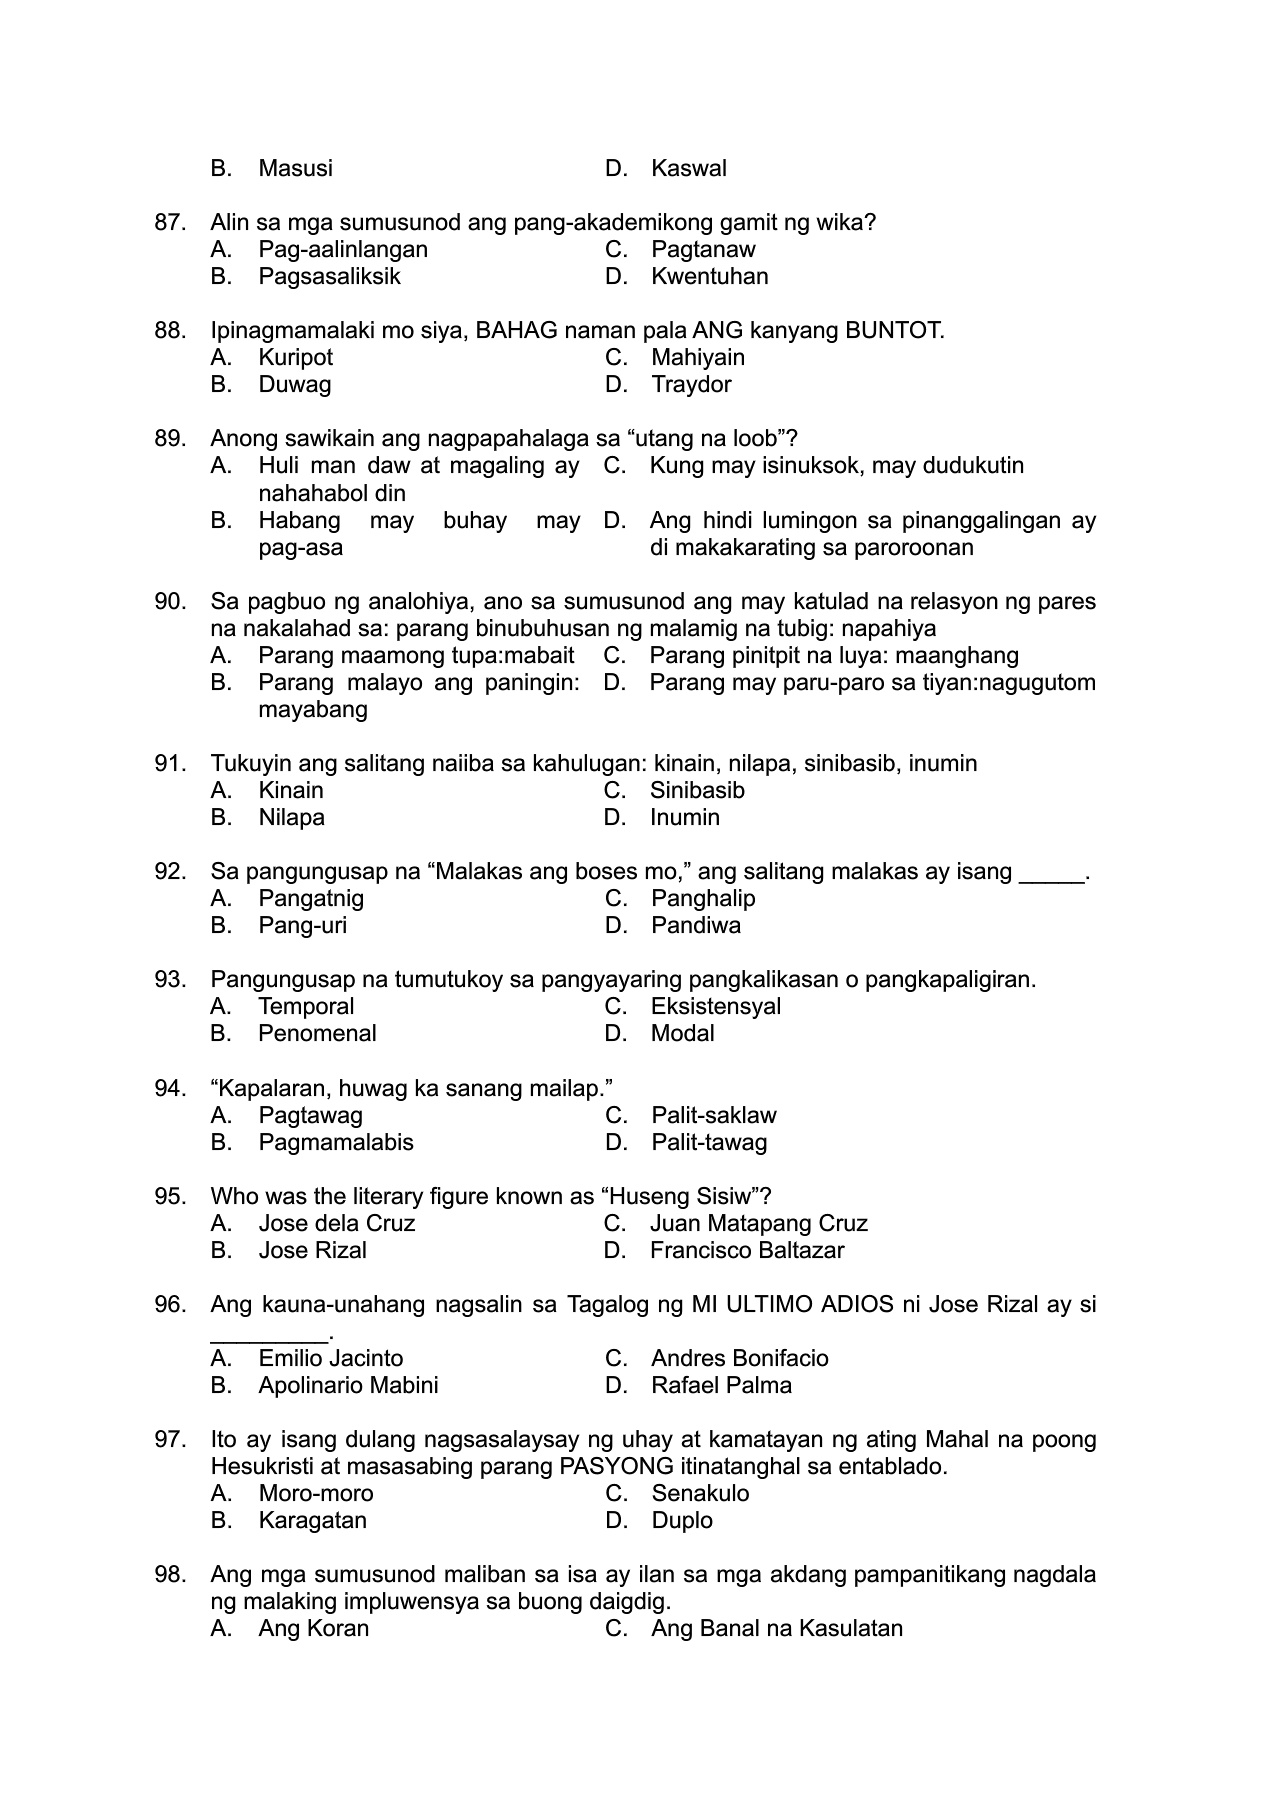 B. Masusi D. Kaswal
87. Alin sa mga sumusunod ang pang-akademikong gamit ng wika?
A. Pag-aalinlangan C. Pagtanaw
B. Pagsasaliksik D. Kwentuhan
88. Ipinagmamalaki mo siya, BAHAG naman pala ANG kanyang BUNTOT.
A. Kuripot C. Mahiyain
B. Duwag D. Traydor
89. Anong sawikain ang nagpapahalaga sa “utang na loob”?
A. Huli man daw at magaling ay C. Kung may isinuksok, may dudukutin
nahahabol din
B. Habang may buhay may D. Ang hindi lumingon sa pinanggalingan ay
pag-asa di makakarating sa paroroonan
90. Sa pagbuo ng analohiya, ano sa sumusunod ang may katulad na relasyon ng pares
na nakalahad sa: parang binubuhusan ng malamig na tubig: napahiya
A. Parang maamong tupa:mabait C. Parang pinitpit na luya: maanghang
B. Parang malayo ang paningin: D. Parang may paru-paro sa tiyan:nagugutom
mayabang
91. Tukuyin ang salitang naiiba sa kahulugan: kinain, nilapa, sinibasib, inumin
A. Kinain C. Sinibasib
B. Nilapa D. Inumin
92. Sa pangungusap na “Malakas ang boses mo,” ang salitang malakas ay isang _____.
A. Pangatnig C. Panghalip
B. Pang-uri D. Pandiwa
93. Pangungusap na tumutukoy sa pangyayaring pangkalikasan o pangkapaligiran.
A. Temporal C. Eksistensyal
B. Penomenal D. Modal
94. “Kapalaran, huwag ka sanang mailap.”
A. Pagtawag C. Palit-saklaw
B. Pagmamalabis D. Palit-tawag
95. Who was the literary figure known as “Huseng Sisiw”?
A. Jose dela Cruz C. Juan Matapang Cruz
B. Jose Rizal D. Francisco Baltazar
96. Ang kauna-unahang nagsalin sa Tagalog ng MI ULTIMO ADIOS ni Jose Rizal ay si
_________.
A. Emilio Jacinto C. Andres Bonifacio
B. Apolinario Mabini D. Rafael Palma
97. Ito ay isang dulang nagsasalaysay ng uhay at kamatayan ng ating Mahal na poong
Hesukristi at masasabing parang PASYONG itinatanghal sa entablado.
A. Moro-moro C. Senakulo
B. Karagatan D. Duplo
98. Ang mga sumusunod maliban sa isa ay ilan sa mga akdang pampanitikang nagdala
ng malaking impluwensya sa buong daigdig.
A. Ang Koran C. Ang Banal na Kasulatan